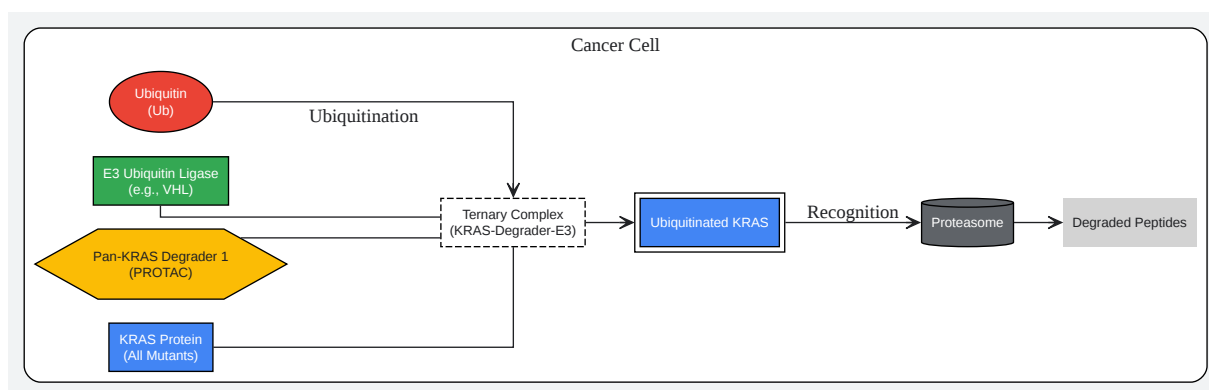 Cancer Cell
Ubiquitin
(Ub)
Ubiquitination
E3 Ubiquitin Ligase
(e.g., VHL)
Pan-KRAS Degrader 1
(PROTAC)
KRAS Protein
(All Mutants)
Ternary Complex
(KRAS-Degrader-E3)
Ubiquitinated KRAS
Recognition
Proteasome
Degraded Peptides